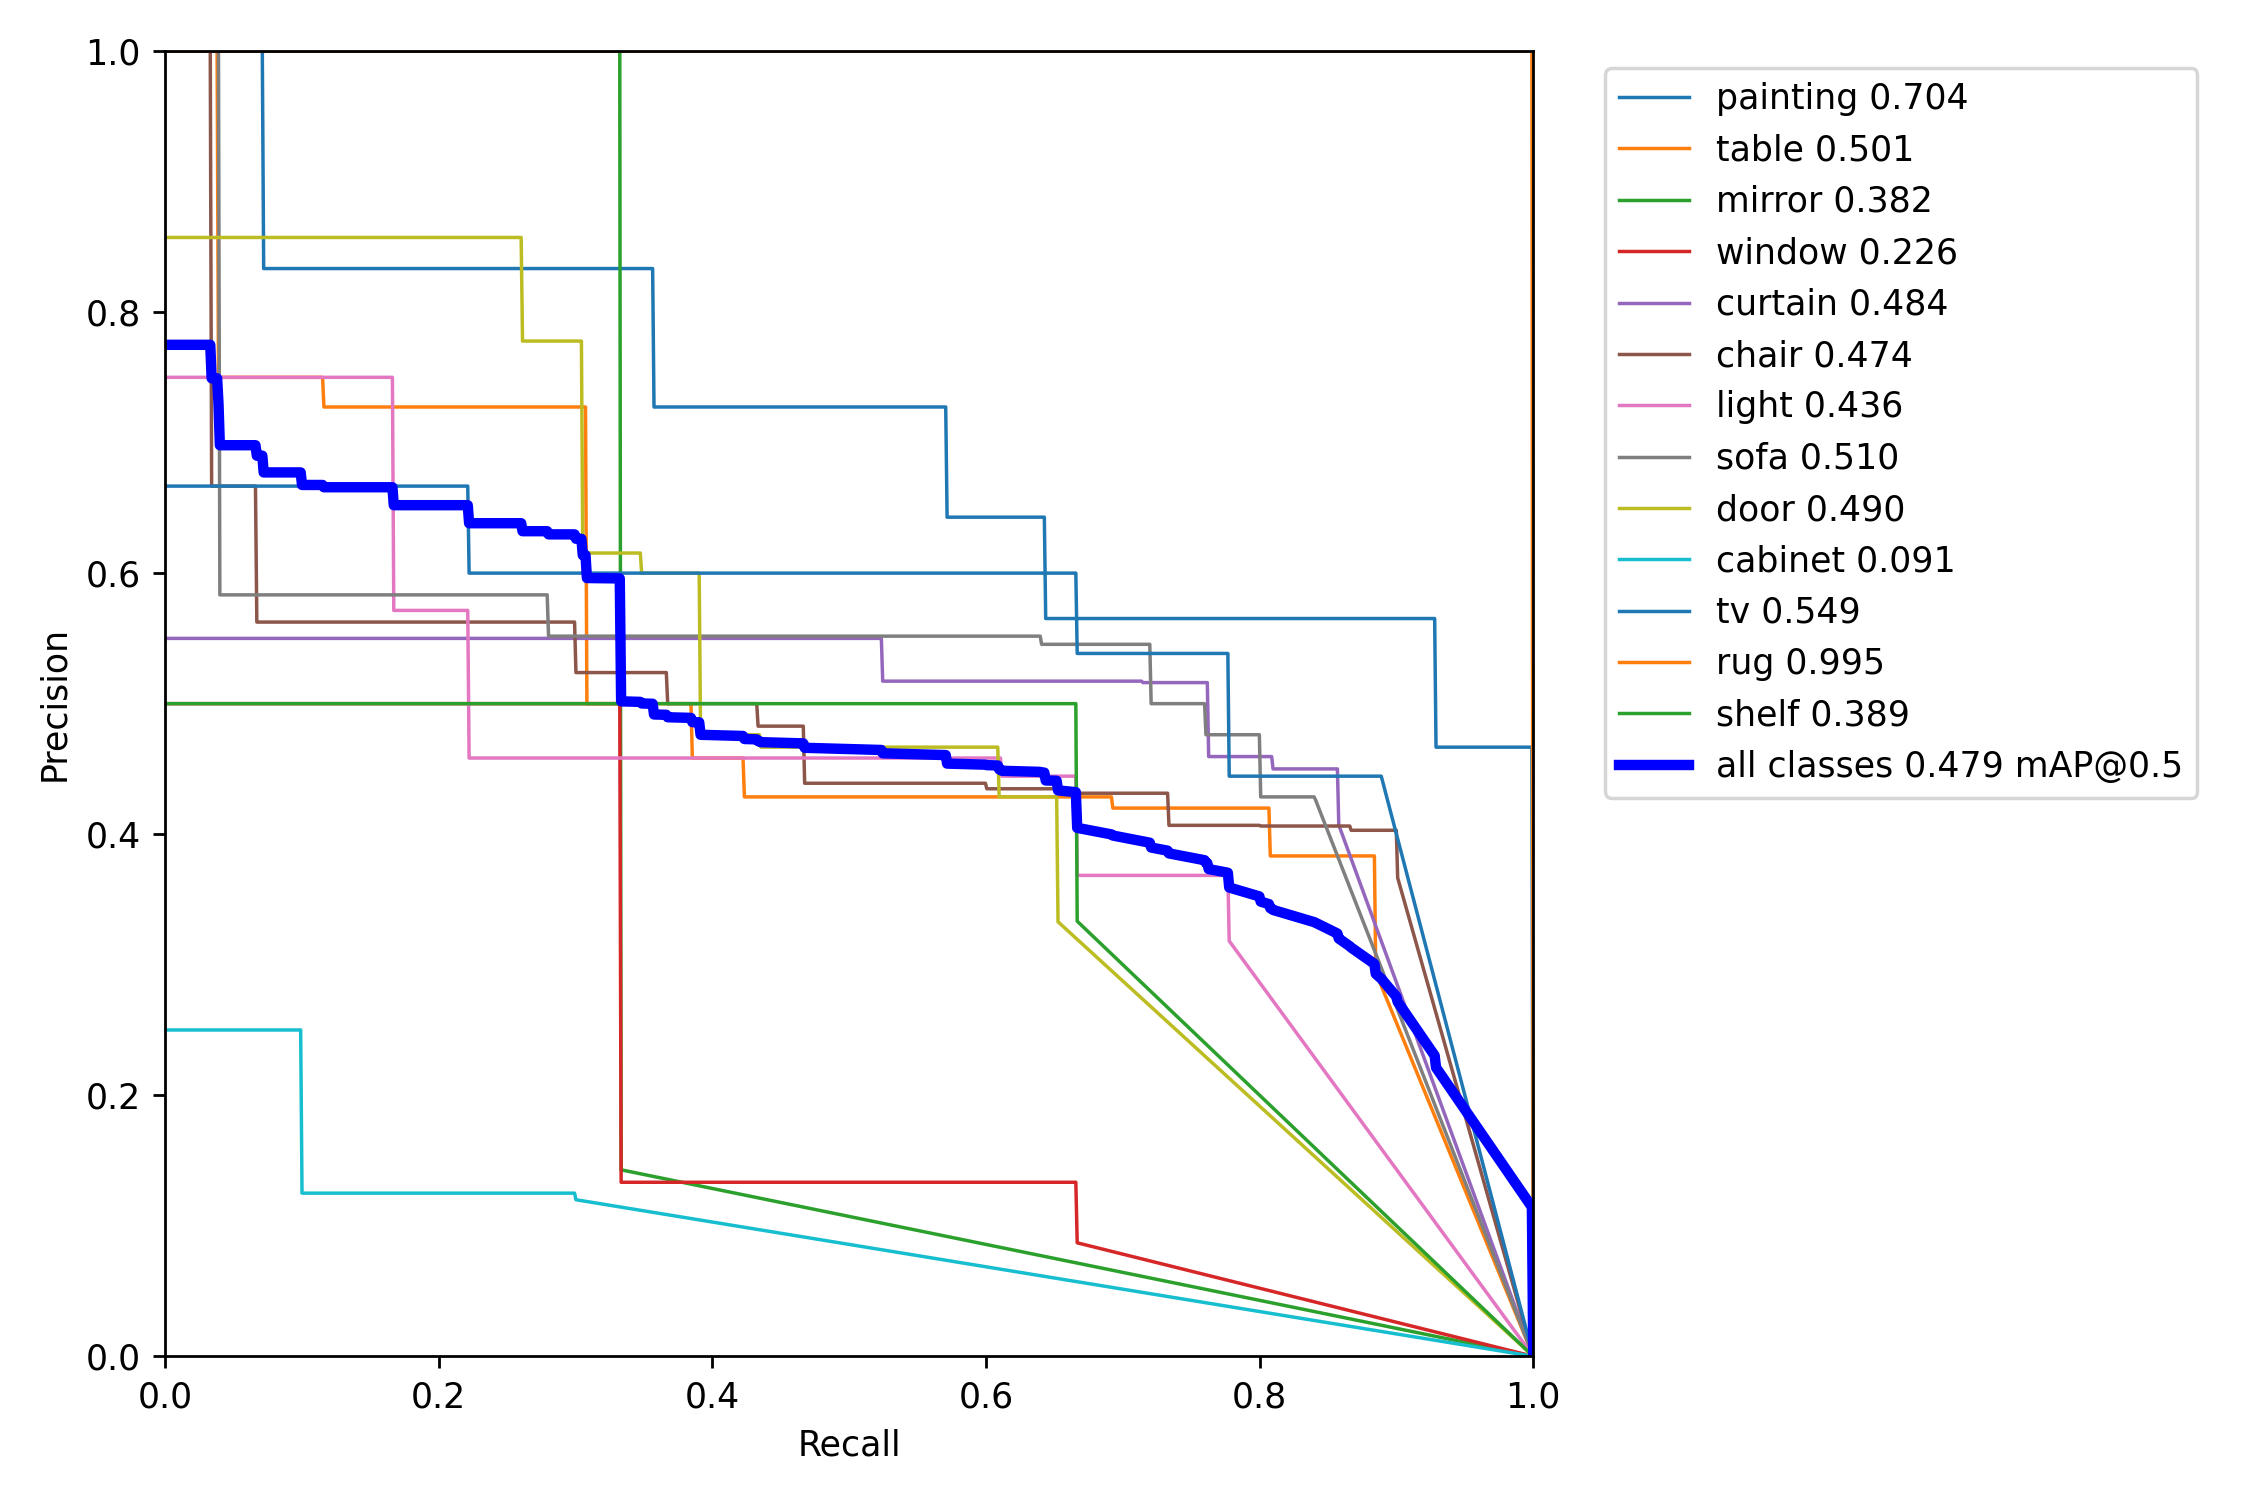 1.0
0.8
0.6
0.4
0.2
0.0
Precision
0.0 0.2 0.4 0.6 0.8 1.0
Recall
painting 0.704
table 0.501
mirror 0.382
window 0.226
curtain 0.484
chair 0.474
light 0.436
sofa 0.510
door 0.490
cabinet 0.091
tv 0.549
rug 0.995
shelf 0.389
all classes 0.479 mAP@0.5